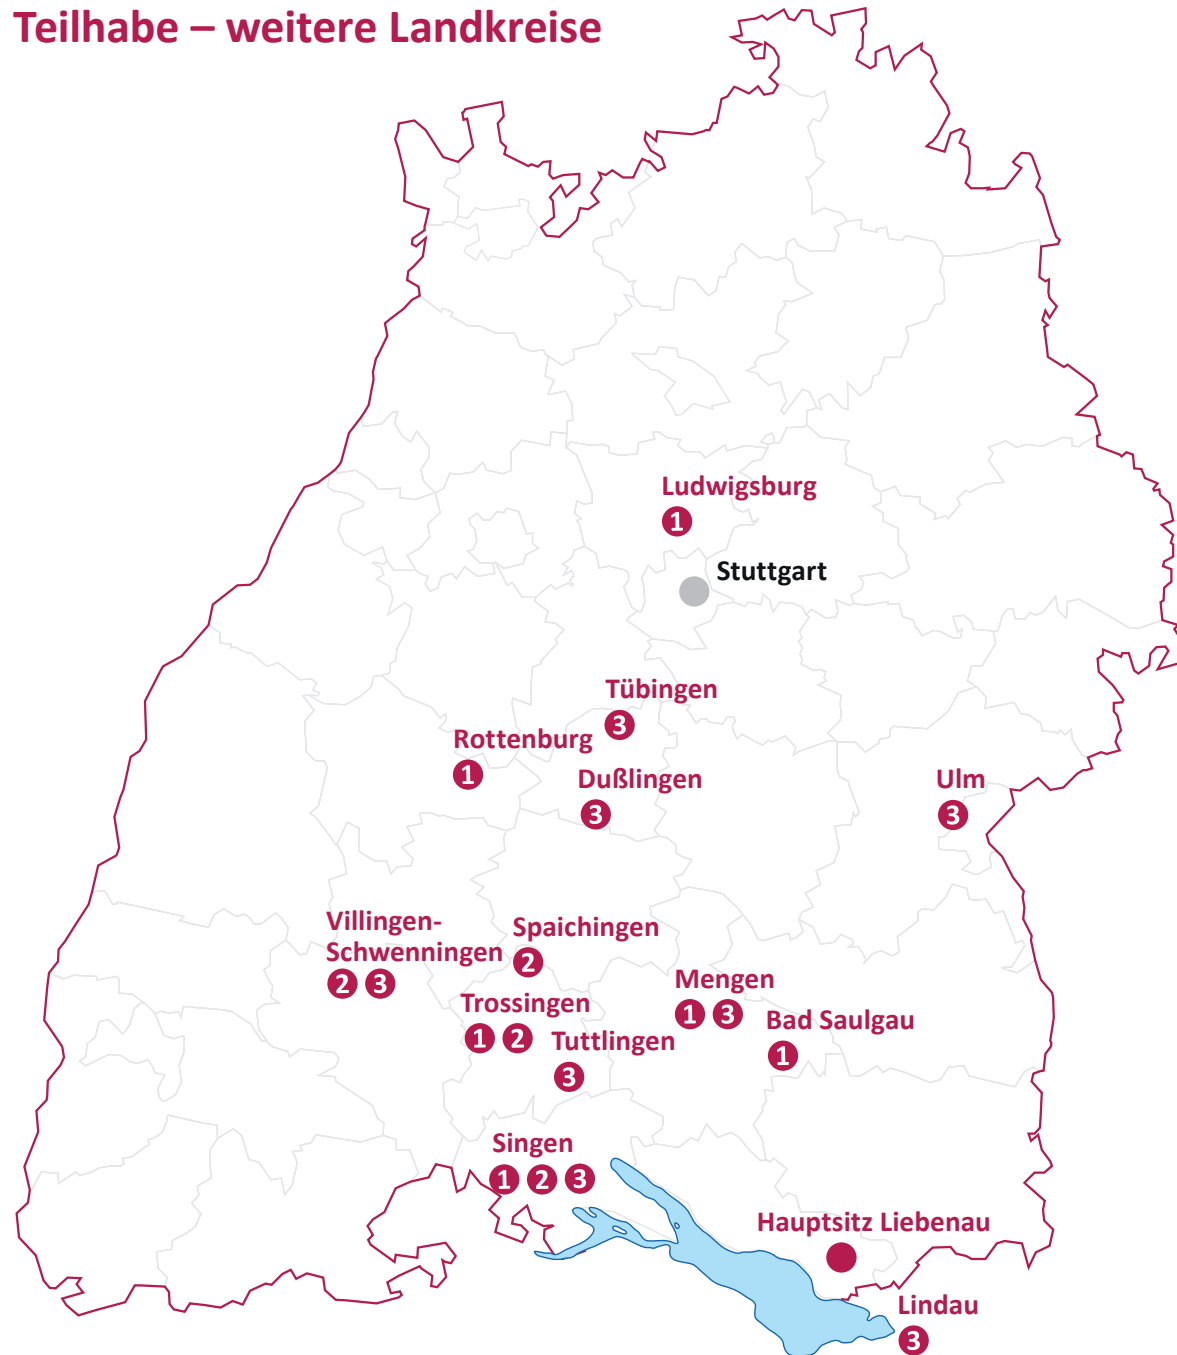 Teilhabe – weitere Landkreise
Ludwigsburg
1
Stuttgart
Tübingen
3
Rottenburg
1
Dußlingen
3
Ulm
3
Villingen-
Schwenningen
2 3
Spaichingen
2
Mengen
1 3
Trossingen
1 2
Bad Saulgau
1
Tuttlingen
3
Singen
1 2 3
Hauptsitz Liebenau
Lindau
3